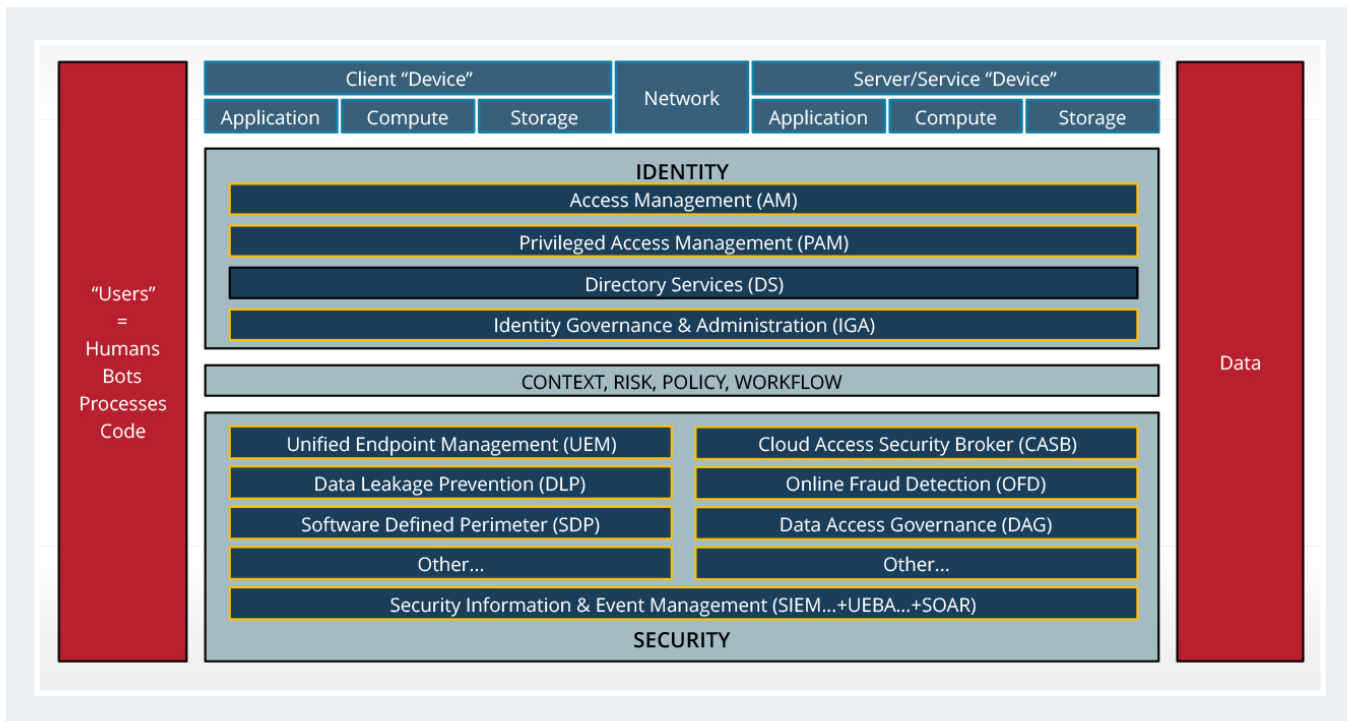 Client “Device”
Network
Server/Service “Device”
Application
Compute
Storage
Application
Compute
Storage
“Users”
=
Humans
Bots
Processes
Code
IDENTITY
Access Management (AM)
Privileged Access Management (PAM)
Directory Services (DS)
Identity Governance & Administration (IGA)
CONTEXT, RISK, POLICY, WORKFLOW
Unified Endpoint Management (UEM)
Cloud Access Security Broker (CASB)
Data Leakage Prevention (DLP)
Online Fraud Detection (OFD)
Software Defined Perimeter (SDP)
Data Access Governance (DAG)
Other...
Other...
Security Information & Event Management (SIEM...+UEBA...+SOAR)
SECURITY
Data